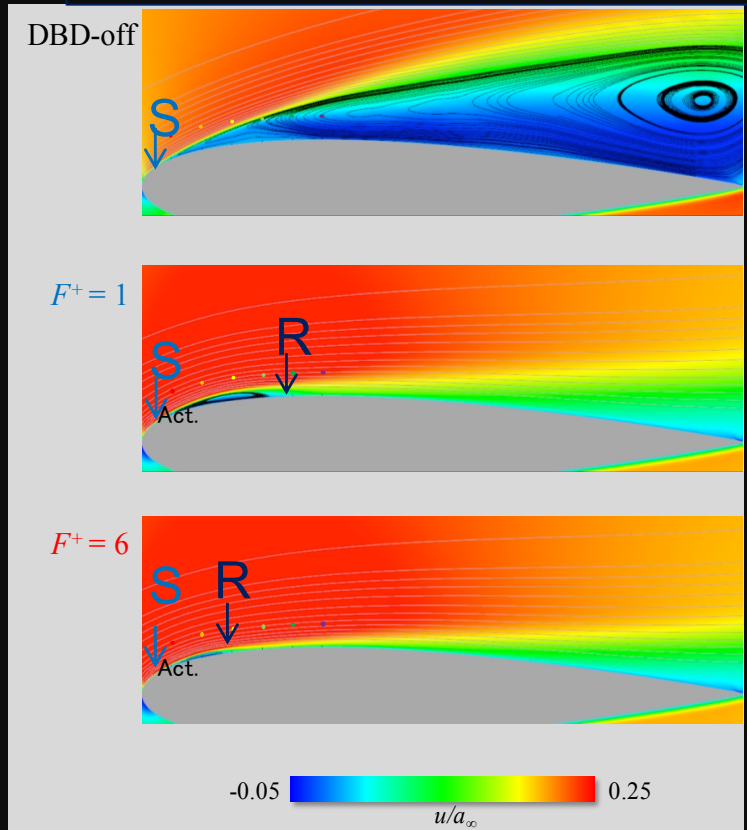 DBD-off
S
F⁺ = 1
R
S
Act.
F⁺ = 6
S
R
Act.
-0.05
0.25
u/a∞